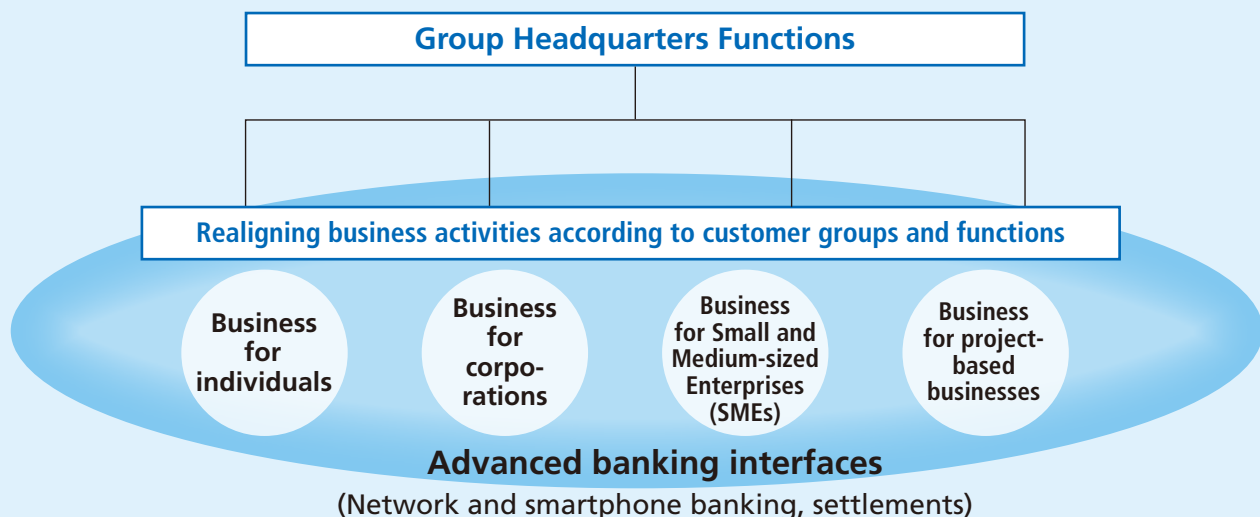 Group Headquarters Functions
Realigning business activities according to customer groups and functions
Business
for
individuals
Business
for
corpo-
rations
Business
for Small and
Medium-sized
Enterprises
(SMEs)
Business
for project-
based
businesses
Advanced banking interfaces
(Network and smartphone banking, settlements)